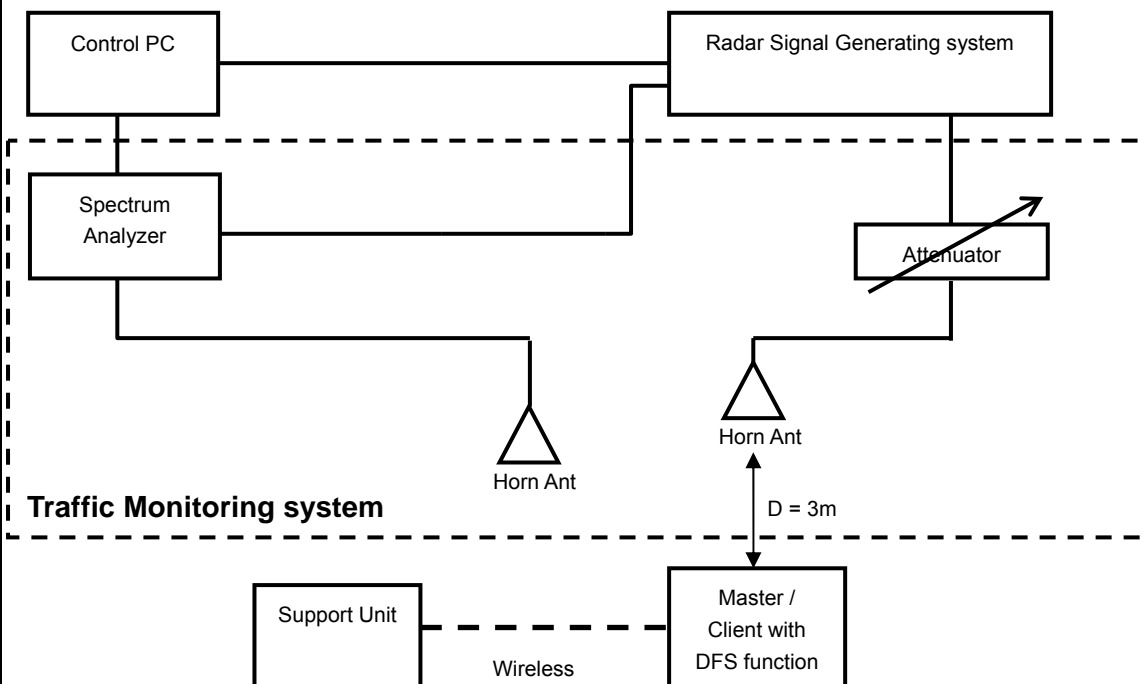 Control PC
Radar Signal Generating system
Spectrum
Analyzer
Attenuator
Horn Ant
Horn Ant
Traffic Monitoring system
D = 3m
Support Unit
Wireless
Master /
Client with
DFS function